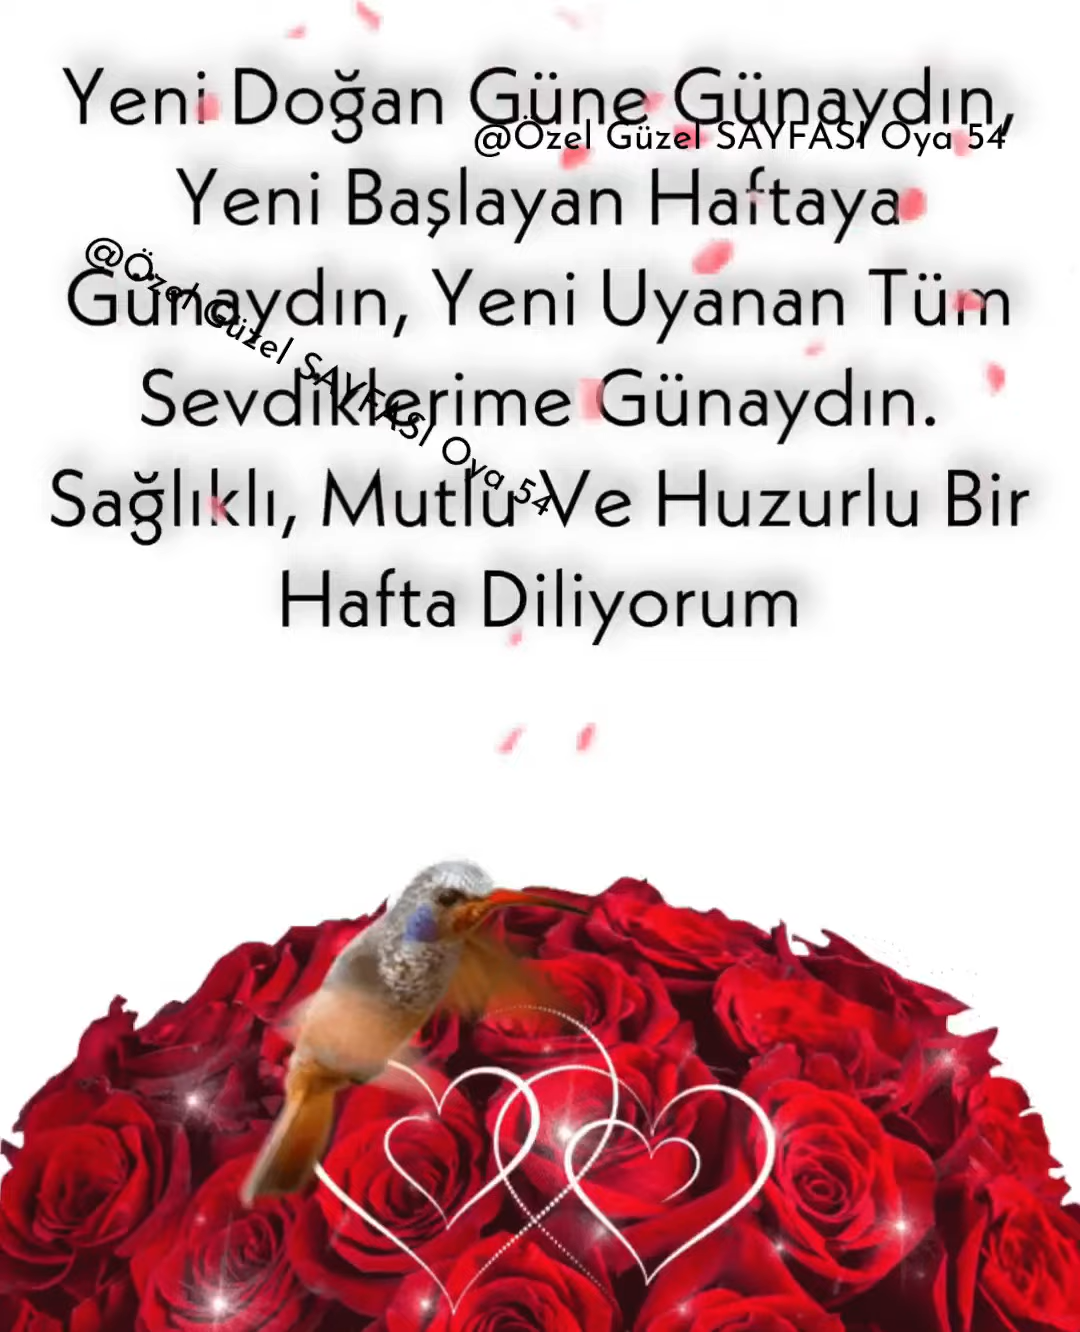 Yeni Doğan Güne Günaydın,
@Özel Güzel SAYFASI Oya 54
Yeni Başlayan Haftaya
Günaydın, Yeni Uyanan Tüm
@Özel Güzel SAYFASI Oya 54
Sevdiklerime Günaydın.
Sağlıklı, Mutlu Ve Huzurlu Bir
Hafta Diliyorum